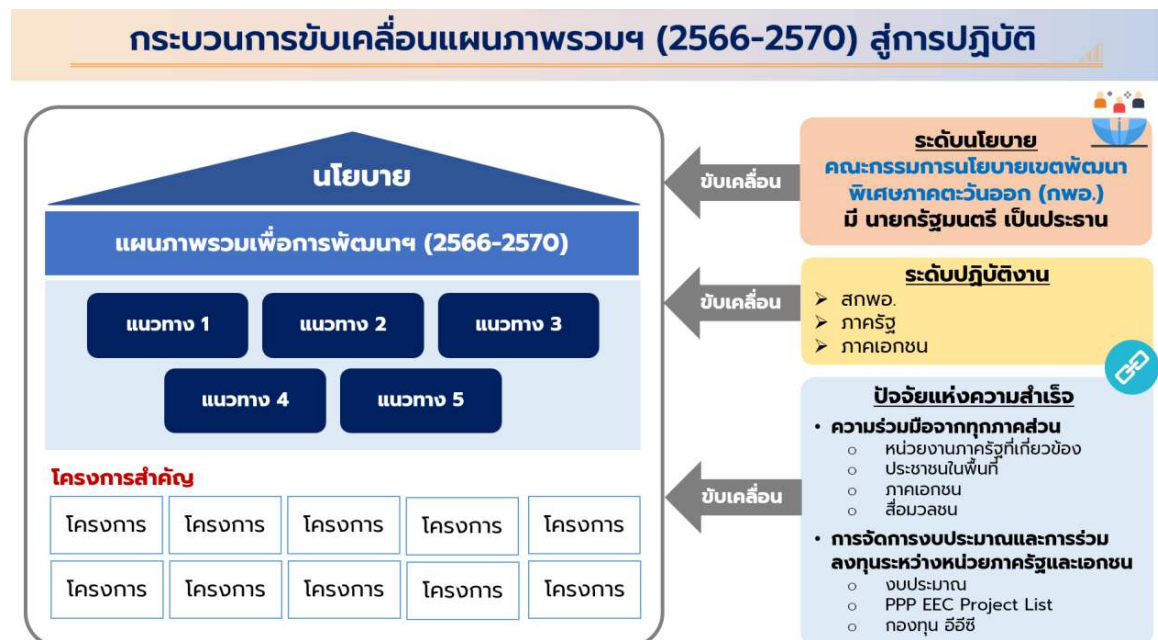 กระบวนการขับเคลื่อนแผนภาพรวมฯ (2566-2570) สู่การปฏิบัติ
นโยบาย
แผนภาพรวมเพื่อการพัฒนาฯ (2566-2570)
แนวทาง 1
แนวทาง 2
แนวทาง 3
แนวทาง 4
แนวทาง 5
โครงการสำคัญ
โครงการ
โครงการ
โครงการ
โครงการ
โครงการ
โครงการ
โครงการ
โครงการ
โครงการ
โครงการ
ขับเคลื่อน
ระดับนโยบาย
คณะกรรมการนโยบายเขตพัฒนา
พิเศษภาคตะวันออก (กพอ.)
มี นายกรัฐมนตรี เป็นประธาน
ขับเคลื่อน
ระดับปฏิบัติงาน
➢ สกพอ.
➢ ภาครัฐ
➢ ภาคเอกชน
ขับเคลื่อน
ปัจจัยแห่งความสำเร็จ
• ความร่วมมือจากทุกภาคส่วน
o หน่วยงานภาครัฐที่เกี่ยวข้อง
o ประชาชนในพื้นที่
o ภาคเอกชน
o สื่อมวลชน
• การจัดการงบประมาณและการร่วม
ลงทุนระหว่างหน่วยภาครัฐและเอกชน
o งบประมาณ
o PPP EEC Project List
o กองทุน อีอีซี